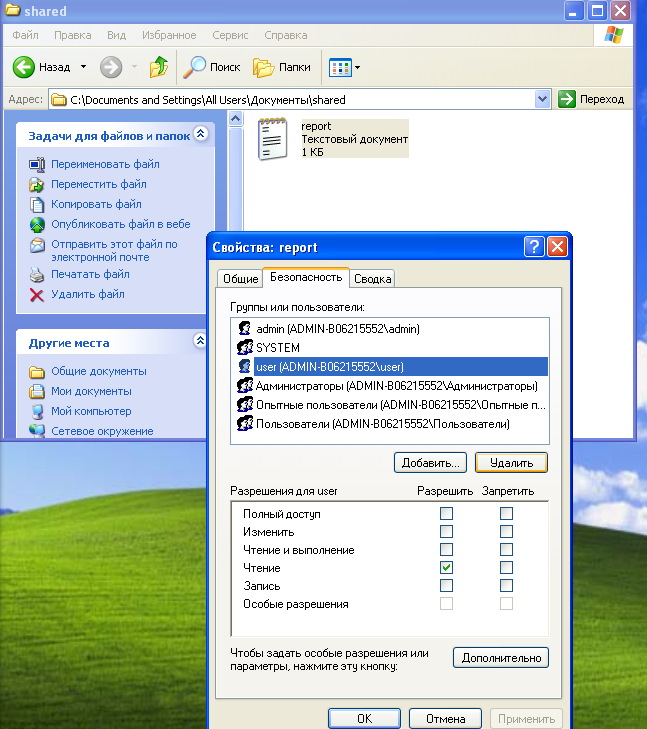 shared
Файл Правка Вид Избранное Сервис Справка
Назад Поиск Папки
Адрес: C:\Documents and Settings\All Users\Документы\shared Переход
Задачи для файлов и папок
Переименовать файл
Переместить файл
Копировать файл
Опубликовать файл в вебе
Отправить этот файл по
электронной почте
Печатать файл
Удалить файл
Другие места
Общие документы
Мои документы
Мой компьютер
Сетевое окружение
report
Текстовый документ
1 КБ
Свойства: report
Общие Безопасность Сводка
Группы или пользователи:
admin (ADMIN-B06215552\admin)
SYSTEM
user (ADMIN-B06215552\user)
Администраторы (ADMIN-B06215552\Администраторы)
Опытные пользователи (ADMIN-B06215552\Опытные п...
Пользователи (ADMIN-B06215552\Пользователи)
Добавить... Удалить
Разрешения для user Разрешить Запретить
Полный доступ
Изменить
Чтение и выполнение
Чтение
Запись
Особые разрешения
Чтобы задать особые разрешения или
параметры, нажмите эту кнопку:
Дополнительно
OK Отмена Применить